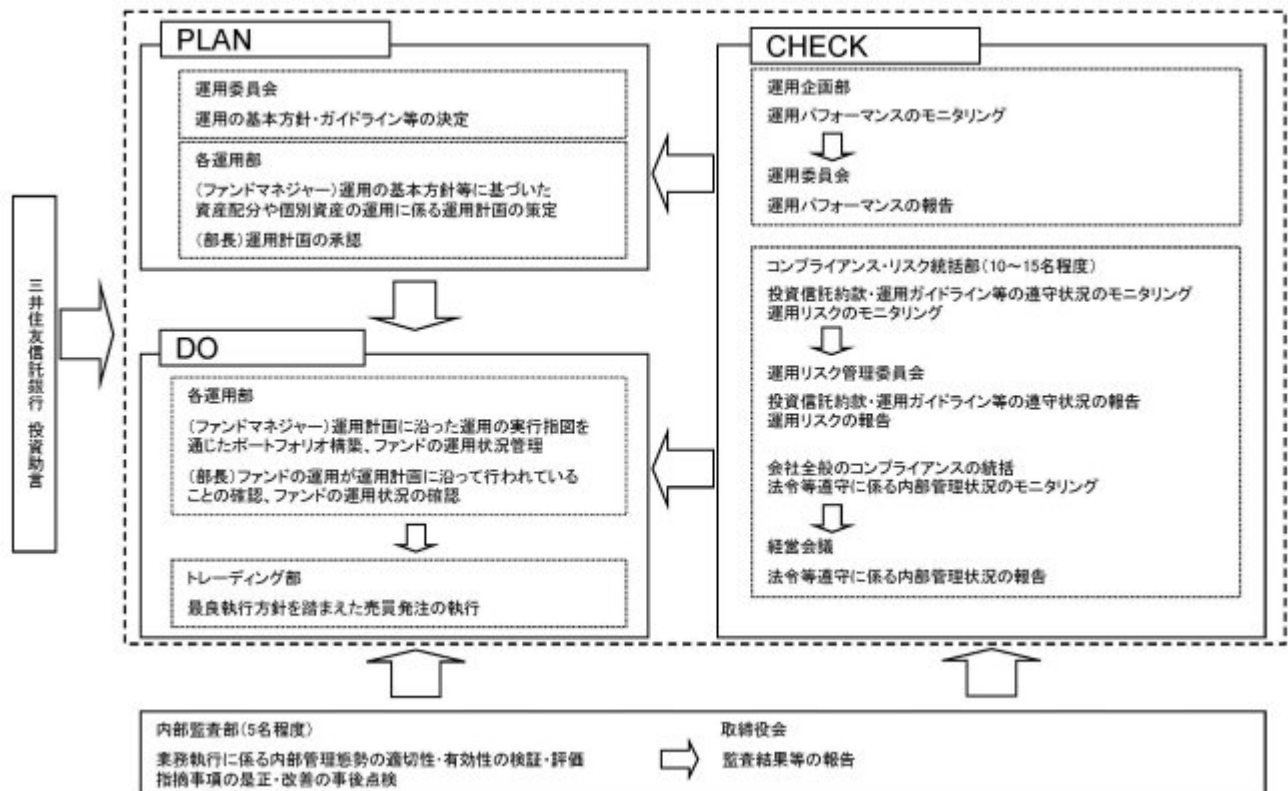 三井住友信託銀行 投資助言
PLAN
運用委員会
運用の基本方針・ガイドライン等の決定
各運用部
(ファンドマネジャー)運用の基本方針等に基づいた
資産配分や個別資産の運用に係る運用計画の策定
(部長)運用計画の承認
DO
各運用部
(ファンドマネジャー)運用計画に沿った運用の実行指図を
通じたポートフォリオ構築、ファンドの運用状況管理
(部長)ファンドの運用が運用計画に沿って行われている
ことの確認、ファンドの運用状況の確認
トレーディング部
最良執行方針を踏まえた売買発注の執行
CHECK
運用企画部
運用パフォーマンスのモニタリング
運用委員会
運用パフォーマンスの報告
コンプライアンス・リスク統括部(10～15名程度)
投資信託約款・運用ガイドライン等の遵守状況のモニタリング
運用リスクのモニタリング
運用リスク管理委員会
投資信託約款・運用ガイドライン等の遵守状況の報告
運用リスクの報告
会社全般のコンプライアンスの統括
法令等遵守に係る内部管理状況のモニタリング
経営会議
法令等遵守に係る内部管理状況の報告
内部監査部(5名程度)
業務執行に係る内部管理態勢の適切性・有効性の検証・評価
指摘事項の是正・改善の事後点検
取締役会
監査結果等の報告